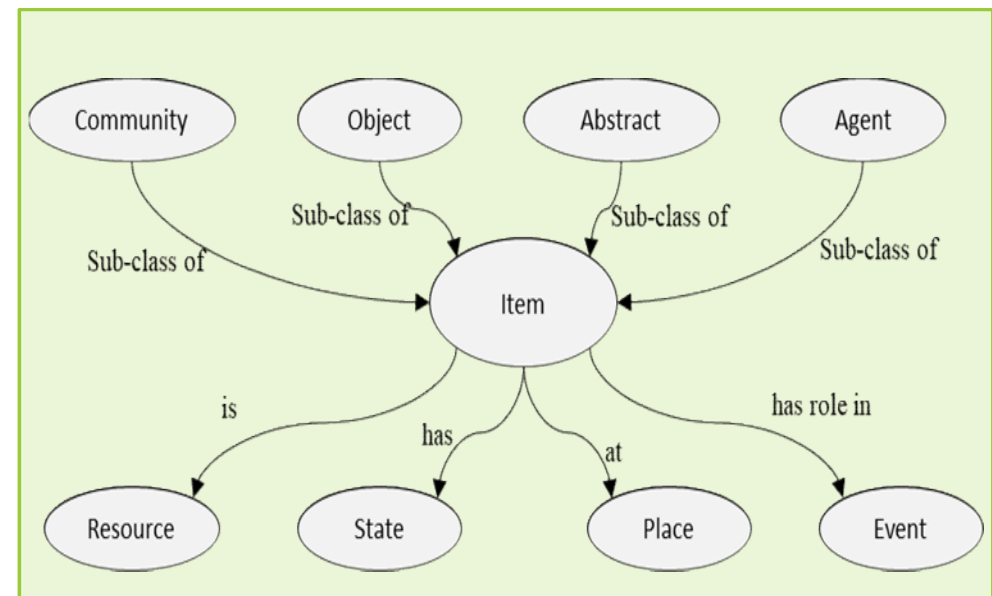 Community
Object
Abstract
Agent
Sub-class of
Sub-class of
Sub-class of
Sub-class of
Item
is
has
at
has role in
Resource
State
Place
Event